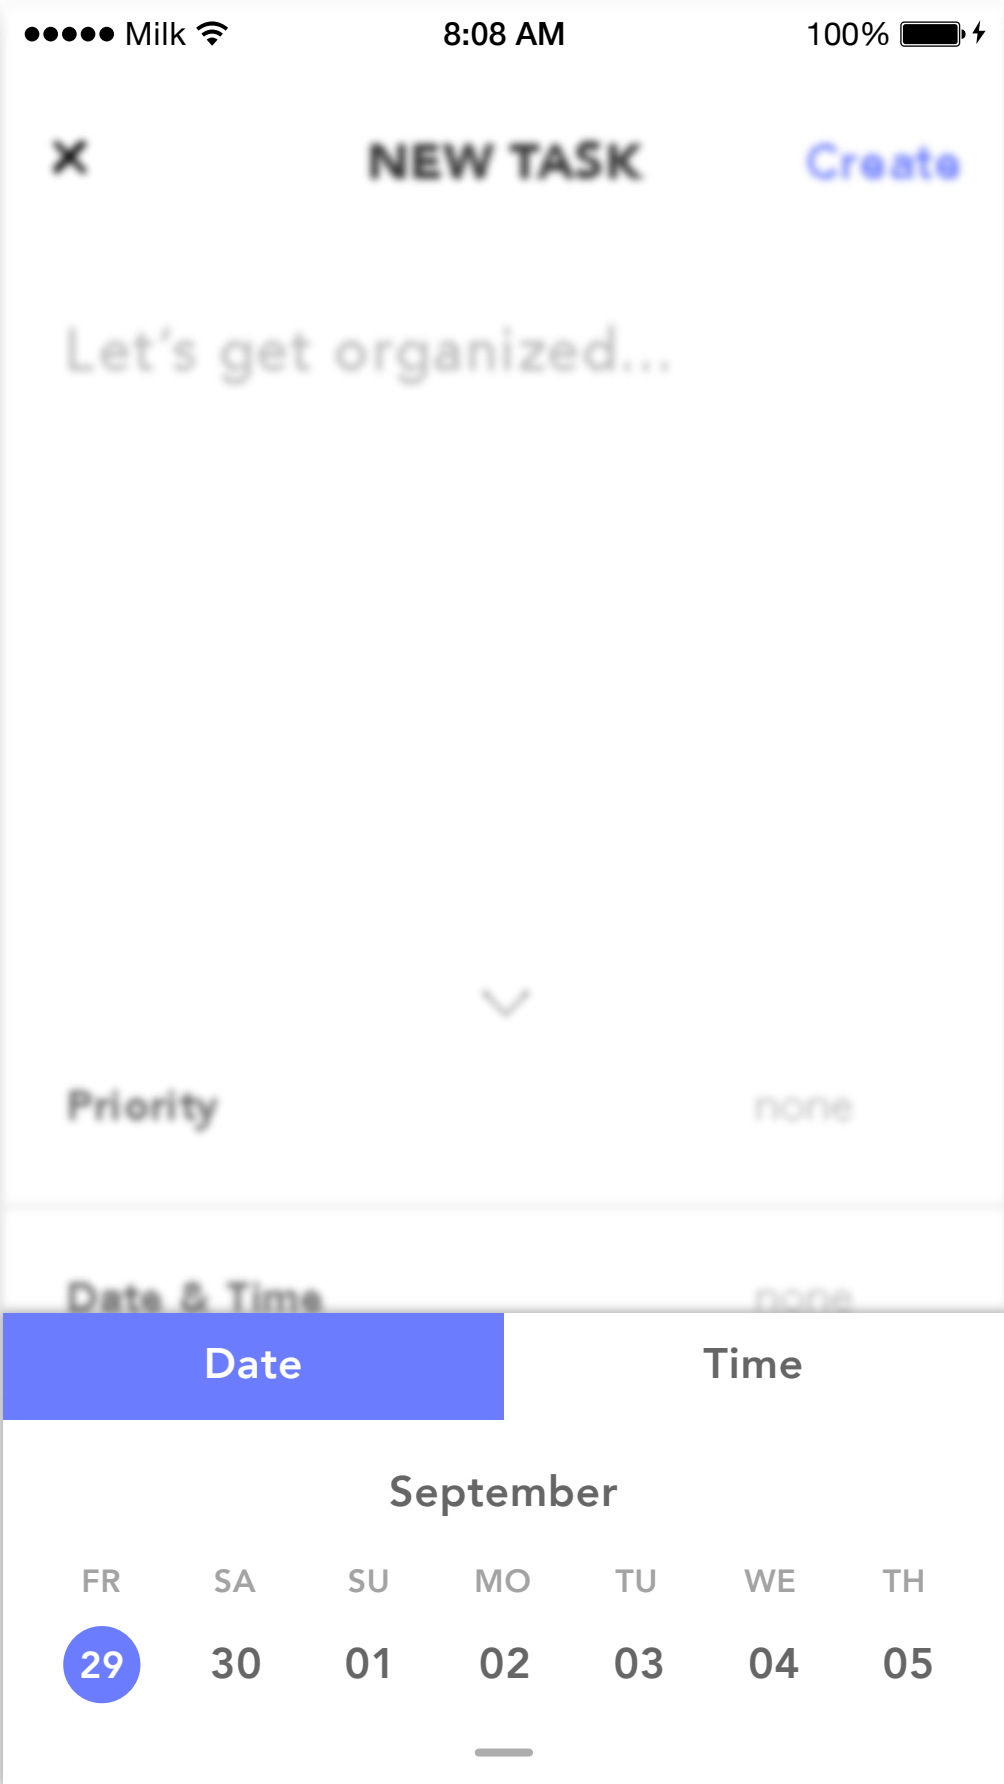 Milk 8:08 AM 100%
NEW TASK Create
Let's get organized...
Priority none
Date & Time none
Date Time
September
FR SA SU MO TU WE TH
29 30 01 02 03 04 05